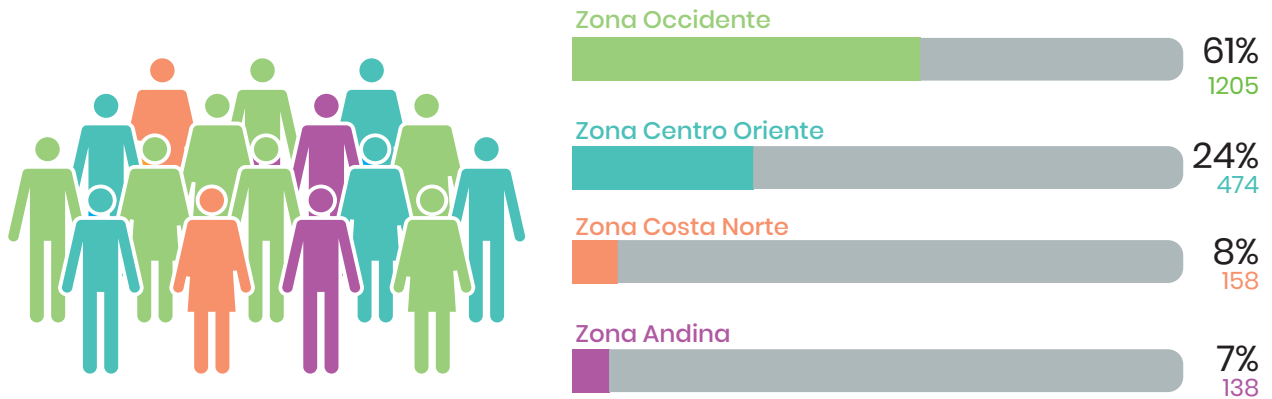 Zona Occidente
61%
1205
Zona Centro Oriente
24%
474
Zona Costa Norte
8%
158
Zona Andina
7%
138